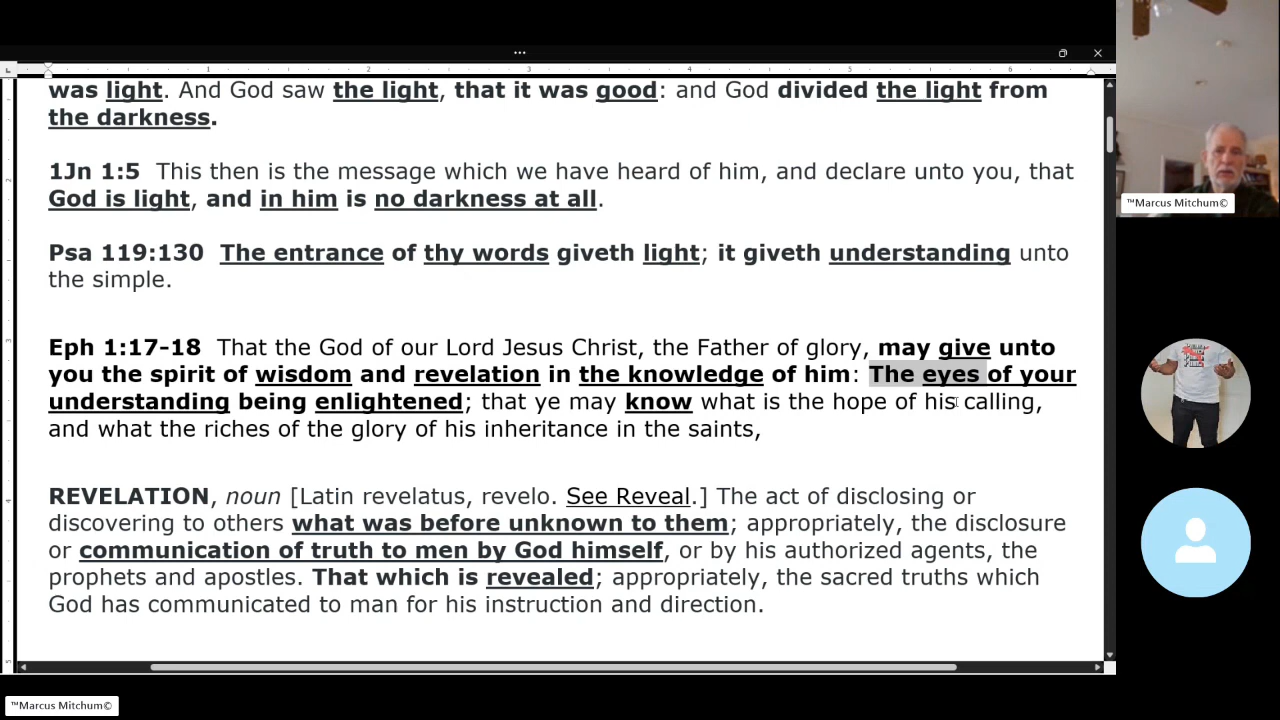 was light. And God saw the light, that it was good: and God divided the light from
the darkness.
1Jn 1:5 This then is the message which we have heard of him, and declare unto you, that
God is light, and in him is no darkness at all.
Psa 119:130 The entrance of thy words giveth light; it giveth understanding unto
the simple.
Eph 1:17-18 That the God of our Lord Jesus Christ, the Father of glory, may give unto
you the spirit of wisdom and revelation in the knowledge of him: The eyes of your
understanding being enlightened; that ye may know what is the hope of his calling,
and what the riches of the glory of his inheritance in the saints,
REVELATION, noun [Latin revelatus, revelo. See Reveal.] The act of disclosing or
discovering to others what was before unknown to them; appropriately, the disclosure
or communication of truth to men by God himself, or by his authorized agents, the
prophets and apostles. That which is revealed; appropriately, the sacred truths which
God has communicated to man for his instruction and direction.
™Marcus Mitchum©
™Marcus Mitchum©